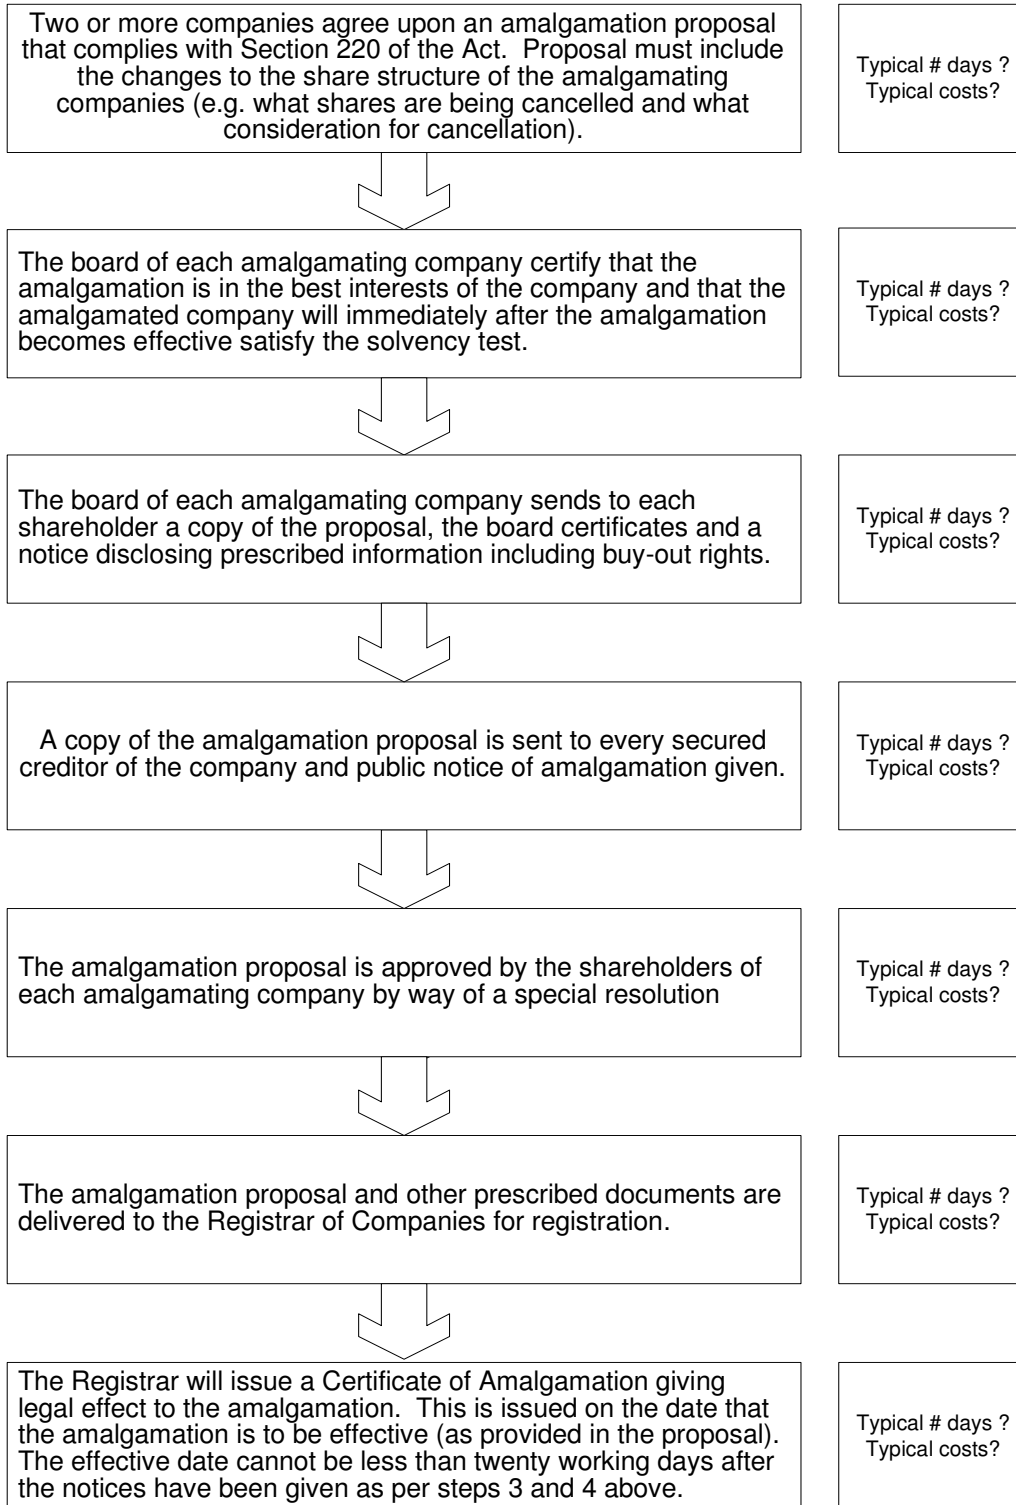 Two or more companies agree upon an amalgamation proposal
that complies with Section 220 of the Act.  Proposal must include
the changes to the share structure of the amalgamating
companies (e.g. what shares are being cancelled and what
consideration for cancellation).
Typical # days ?
Typical costs?
The board of each amalgamating company certify that the
amalgamation is in the best interests of the company and that the
amalgamated company will immediately after the amalgamation
becomes effective satisfy the solvency test.
Typical # days ?
Typical costs?
The board of each amalgamating company sends to each
shareholder a copy of the proposal, the board certificates and a
notice disclosing prescribed information including buy-out rights.
Typical # days ?
Typical costs?
A copy of the amalgamation proposal is sent to every secured
creditor of the company and public notice of amalgamation given.
Typical # days ?
Typical costs?
The amalgamation proposal is approved by the shareholders of
each amalgamating company by way of a special resolution
Typical # days ?
Typical costs?
The amalgamation proposal and other prescribed documents are
delivered to the Registrar of Companies for registration.
Typical # days ?
Typical costs?
The Registrar will issue a Certificate of Amalgamation giving
legal effect to the amalgamation.  This is issued on the date that
the amalgamation is to be effective (as provided in the proposal).
The effective date cannot be less than twenty working days after
the notices have been given as per steps 3 and 4 above.
Typical # days ?
Typical costs?